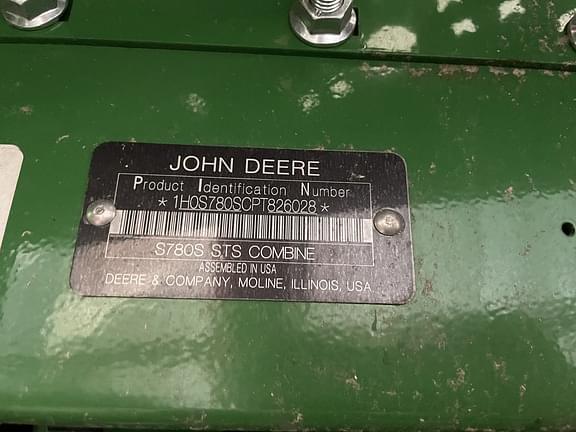 JOHN DEERE
Product Identification Number
* 1H0S780SCPT826028 *
S780S STS COMBINE
ASSEMBLED IN USA
DEERE & COMPANY, MOLINE, ILLINOIS, USA